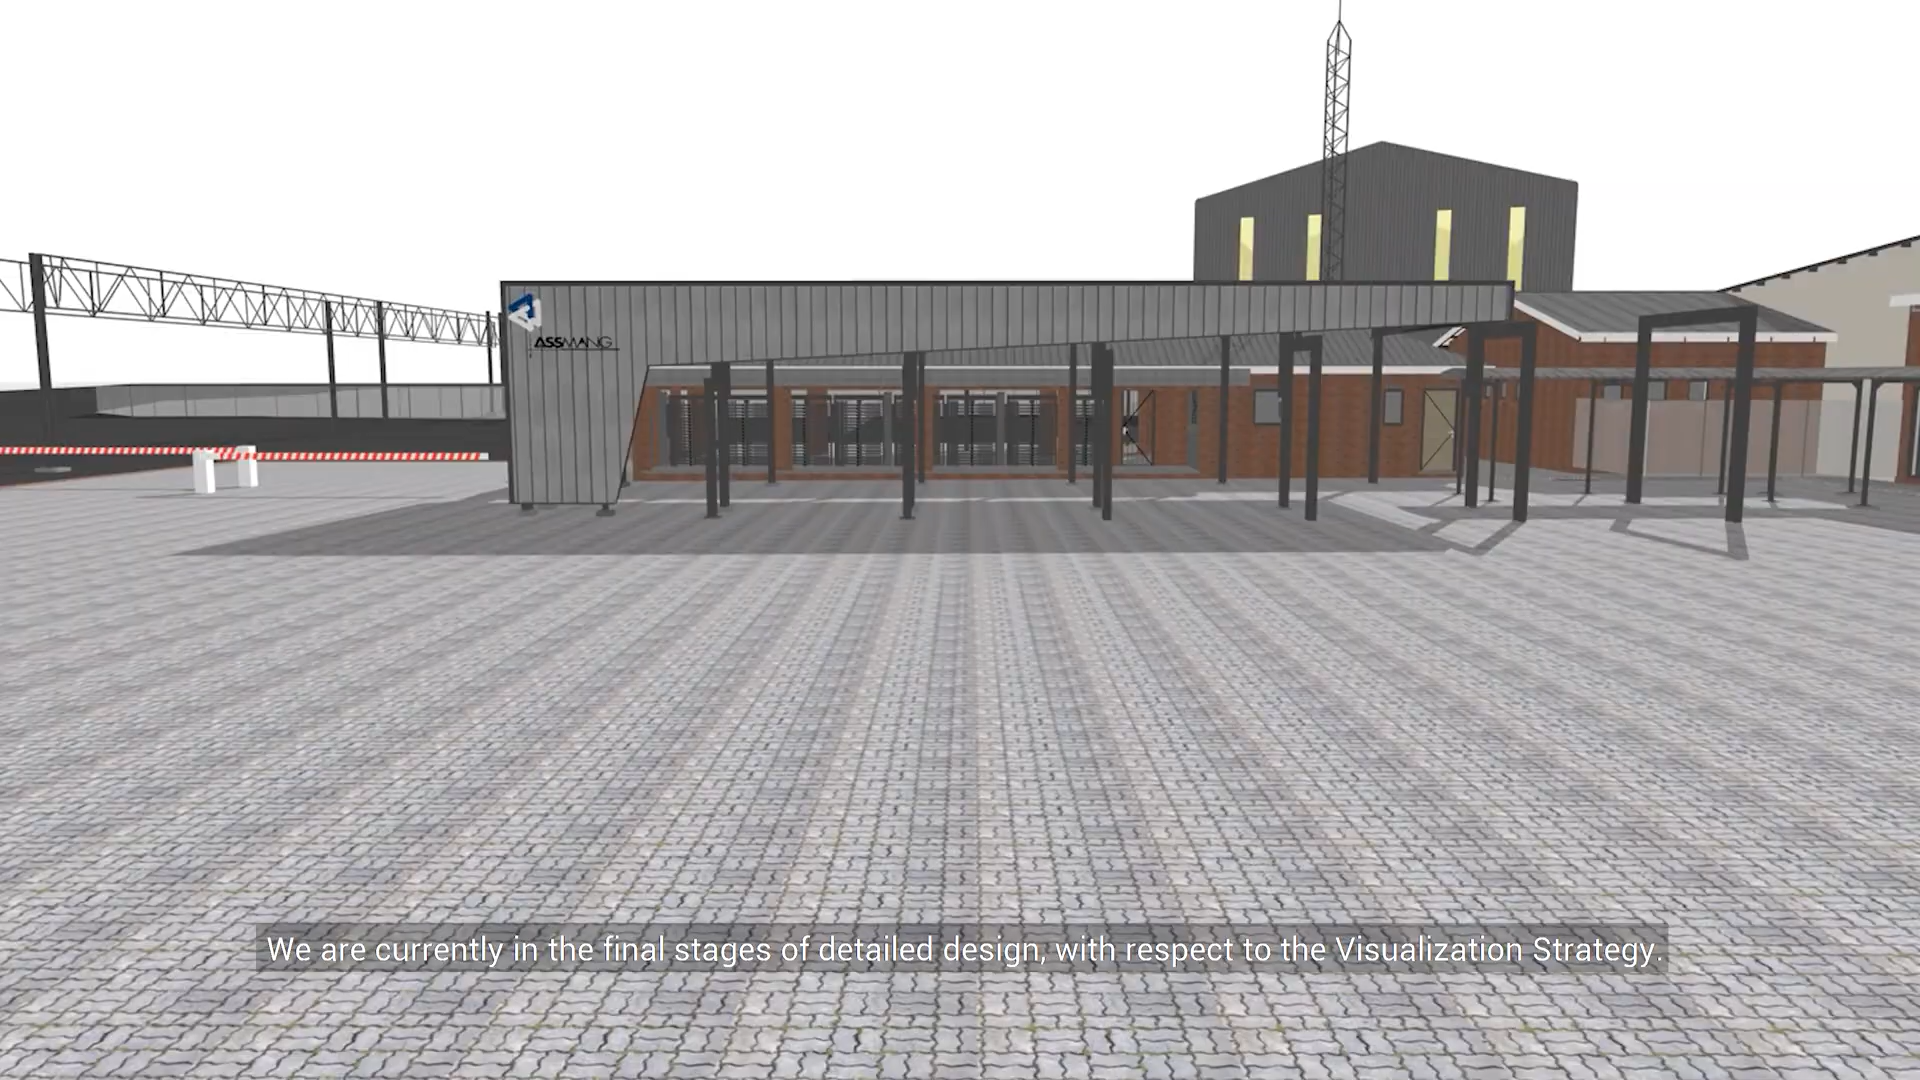 ASSMANG
We are currently in the final stages of detailed design, with respect to the Visualization Strategy.